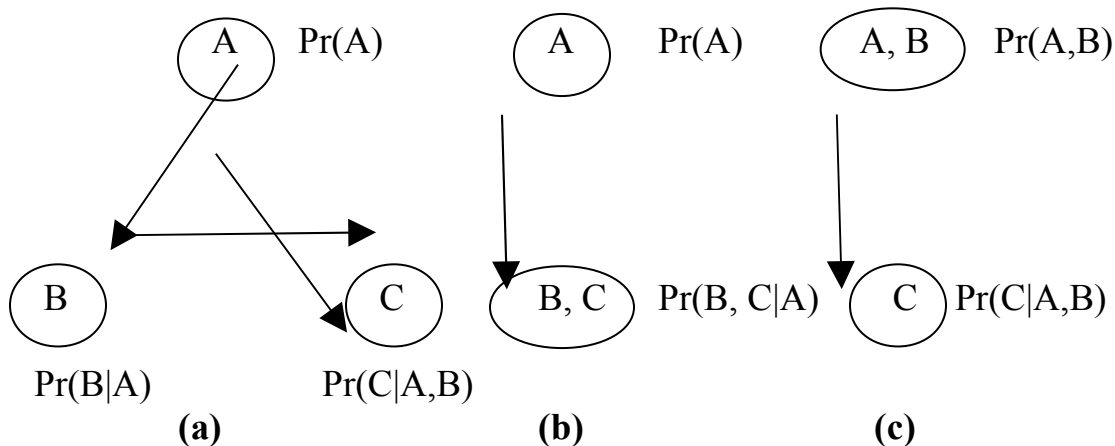 A Pr(A)
A Pr(A)
A, B Pr(A,B)
B
C
B, C Pr(B, C|A)
C Pr(C|A,B)
Pr(B|A)
Pr(C|A,B)
(a)
(b)
(c)